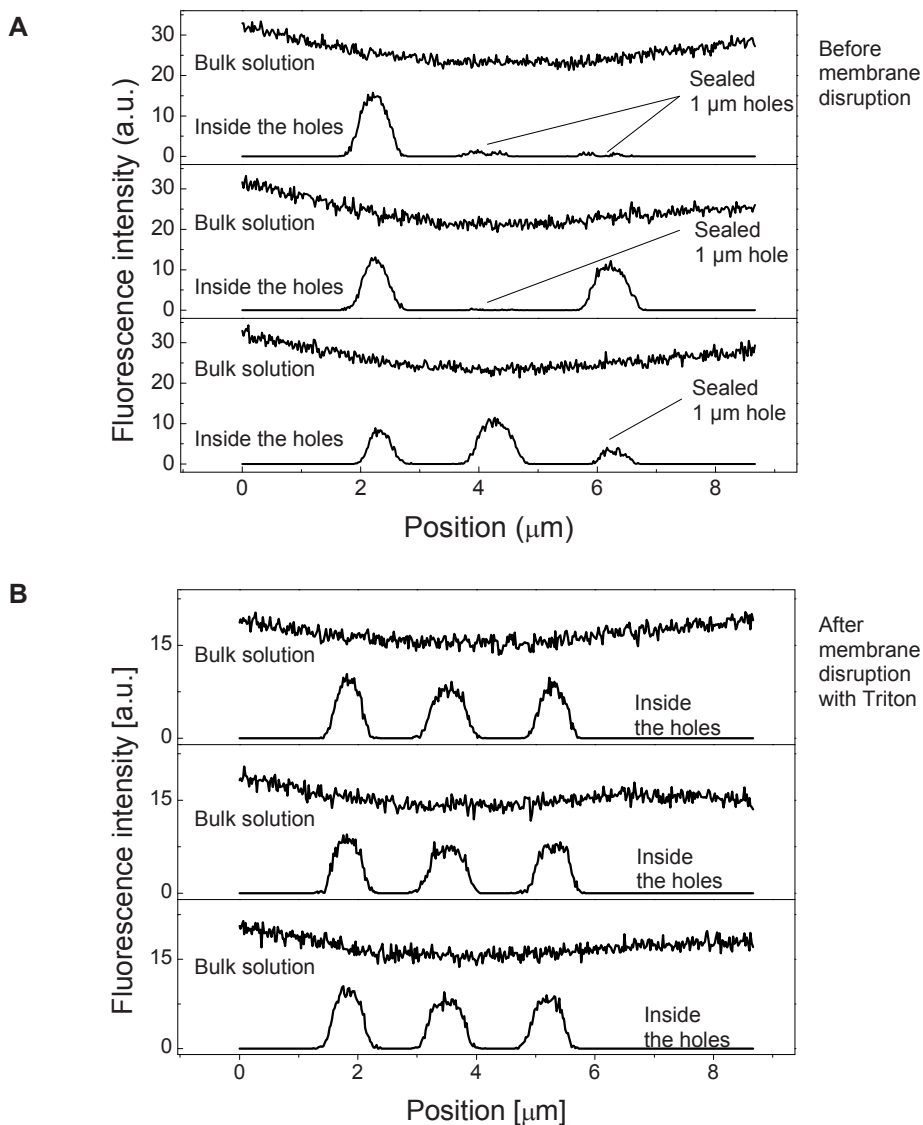 A
Fluorescence intensity (a.u.)
30
20
10
0
Bulk solution
Inside the holes
Sealed
1 µm holes
Before
membrane
disruption
30
20
10
0
Bulk solution
Inside the holes
Sealed
1 µm hole
30
20
10
0
Bulk solution
Inside the holes
Sealed
1 µm hole
0 2 4 6 8
Position (µm)
B
Fluorescence intensity [a.u.]
15
0
Bulk solution
Inside
the holes
After
membrane
disruption
with Triton
15
0
Bulk solution
Inside
the holes
15
0
Bulk solution
Inside
the holes
0 2 4 6 8
Position [µm]